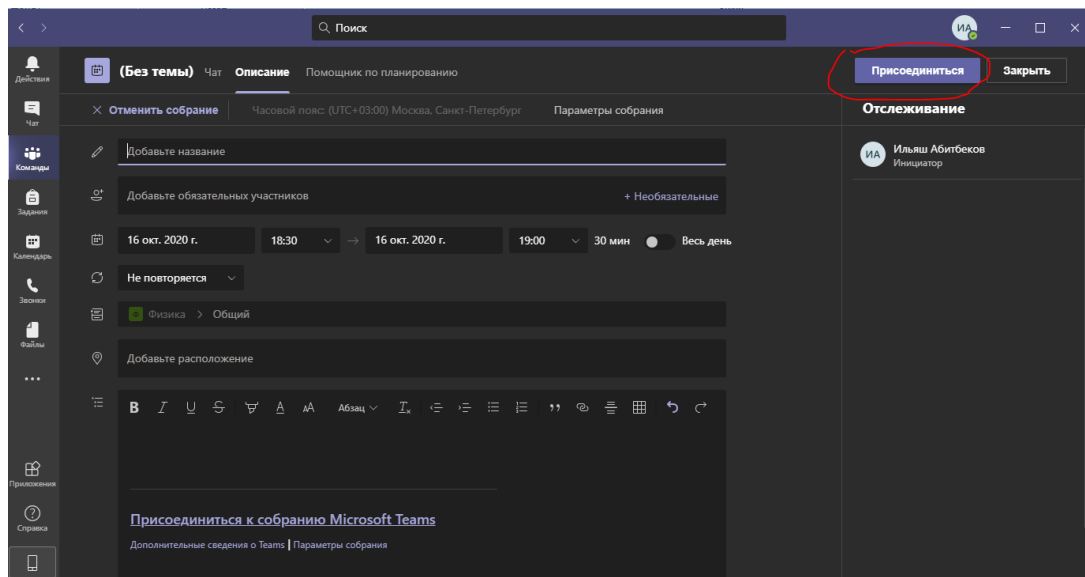 Поиск
ИА
Действия
Чат
Команды
Задания
Календарь
Звонки
Файлы
Приложения
Справка
(Без темы) Чат Описание Помощник по планированию
Присоединиться Закрыть
Отменить собрание Часовой пояс: (UTC+03:00) Москва, Санкт-Петербург Параметры собрания
Отслеживание
ИА Ильяш Абитбеков
Инициатор
Добавьте название
Добавьте обязательных участников + Необязательные
16 окт. 2020 г. 18:30 → 16 окт. 2020 г. 19:00 30 мин Весь день
Не повторяется
Физика > Общий
Добавьте расположение
B I U S A AA Абзац Tx
Присоединиться к собранию Microsoft Teams
Дополнительные сведения о Teams | Параметры собрания